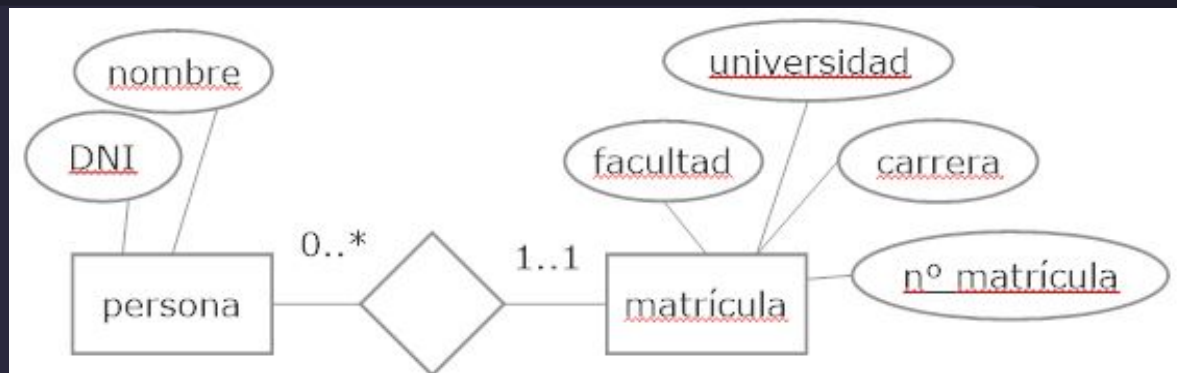 nombre
universidad
DNI
facultad
carrera
0..*
1..1
nº matrícula
persona
matrícula